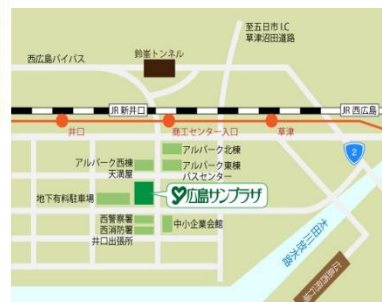 至五日市I.C
草津沼田道路
鈴峯トンネル
西広島バイパス
JR 新井口
JR 西広島
井口
商工センター入口
草津
アルパーク北棟
アルパーク西棟
天満屋
アルパーク東棟
バスセンター
2
地下有料駐車場
広島サンプラザ
西警察署
西消防署
井口出張所
中小企業会館
太田川放水路